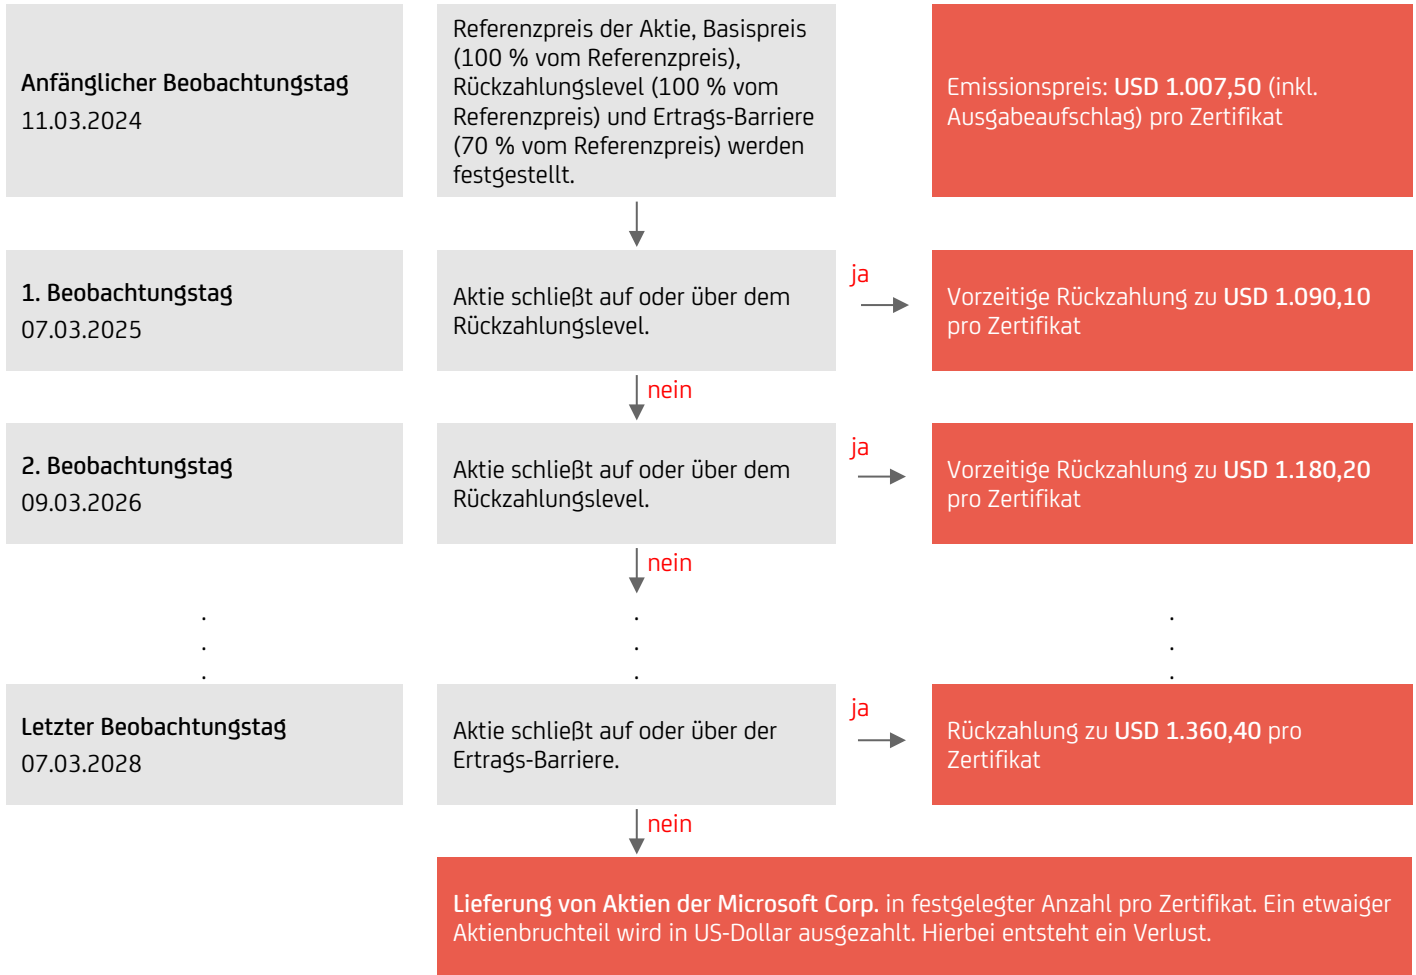 Anfänglicher Beobachtungstag
11.03.2024
Referenzpreis der Aktie, Basispreis
(100 % vom Referenzpreis),
Rückzahlungslevel (100 % vom
Referenzpreis) und Ertrags-Barriere
(70 % vom Referenzpreis) werden
festgestellt.
Emissionspreis: USD 1.007,50 (inkl.
Ausgabeaufschlag) pro Zertifikat
1. Beobachtungstag
07.03.2025
Aktie schließt auf oder über dem
Rückzahlungslevel.
ja
Vorzeitige Rückzahlung zu USD 1.090,10
pro Zertifikat
nein
2. Beobachtungstag
09.03.2026
Aktie schließt auf oder über dem
Rückzahlungslevel.
ja
Vorzeitige Rückzahlung zu USD 1.180,20
pro Zertifikat
nein
. . .
. . .
. . .
Letzter Beobachtungstag
07.03.2028
Aktie schließt auf oder über der
Ertrags-Barriere.
ja
Rückzahlung zu USD 1.360,40 pro
Zertifikat
nein
Lieferung von Aktien der Microsoft Corp. in festgelegter Anzahl pro Zertifikat. Ein etwaiger
Aktienbruchteil wird in US-Dollar ausgezahlt. Hierbei entsteht ein Verlust.